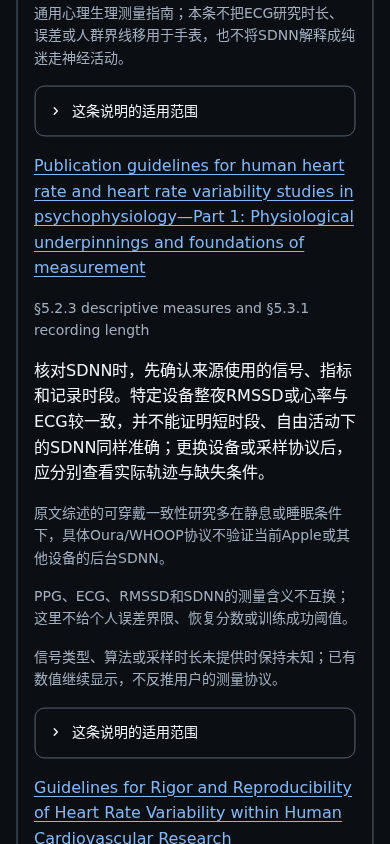 通用心理生理测量指南；本条不把ECG研究时长、
误差或人群界线移用于手表，也不将SDNN解释成纯
迷走神经活动。
这条说明的适用范围
Publication guidelines for human heart
rate and heart rate variability studies in
psychophysiology—Part 1: Physiological
underpinnings and foundations of
measurement
§5.2.3 descriptive measures and §5.3.1
recording length
核对SDNN时，先确认来源使用的信号、指标
和记录时段。特定设备整夜RMSSD或心率与
ECG较一致，并不能证明短时段、自由活动下
的SDNN同样准确；更换设备或采样协议后，
应分别查看实际轨迹与缺失条件。
原文综述的可穿戴一致性研究多在静息或睡眠条件
下，具体Oura/WHOOP协议不验证当前Apple或其
他设备的后台SDNN。
PPG、ECG、RMSSD和SDNN的测量含义不互换；
这里不给个人误差界限、恢复分数或训练成功阈值。
信号类型、算法或采样时长未提供时保持未知；已有
数值继续显示，不反推用户的测量协议。
这条说明的适用范围
Guidelines for Rigor and Reproducibility
of Heart Rate Variability within Human
Cardiovascular Research